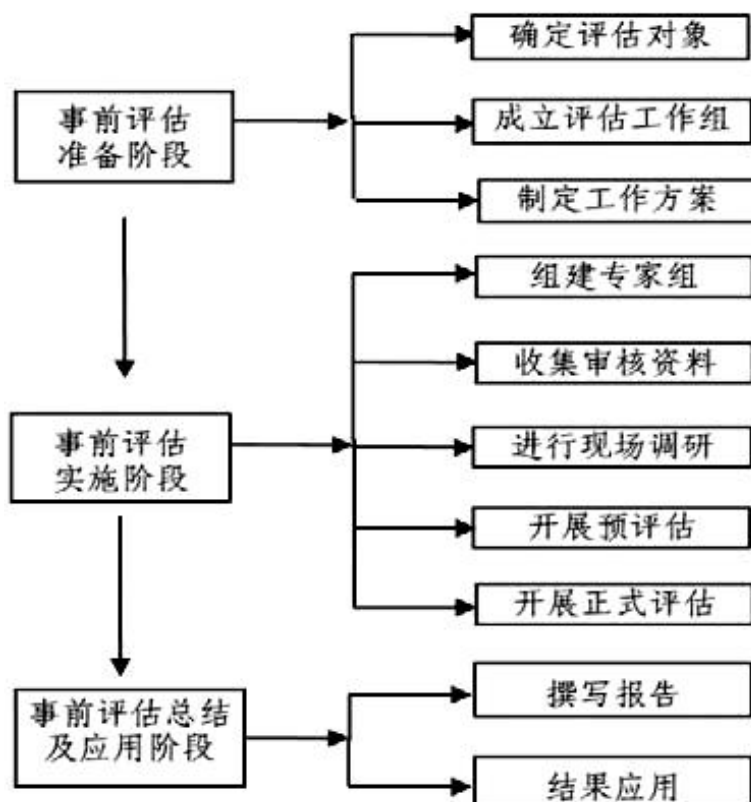 事前评估
准备阶段
确定评估对象
成立评估工作组
制定工作方案
事前评估
实施阶段
组建专家组
收集审核资料
进行现场调研
开展预评估
开展正式评估
事前评估总结
及应用阶段
撰写报告
结果应用